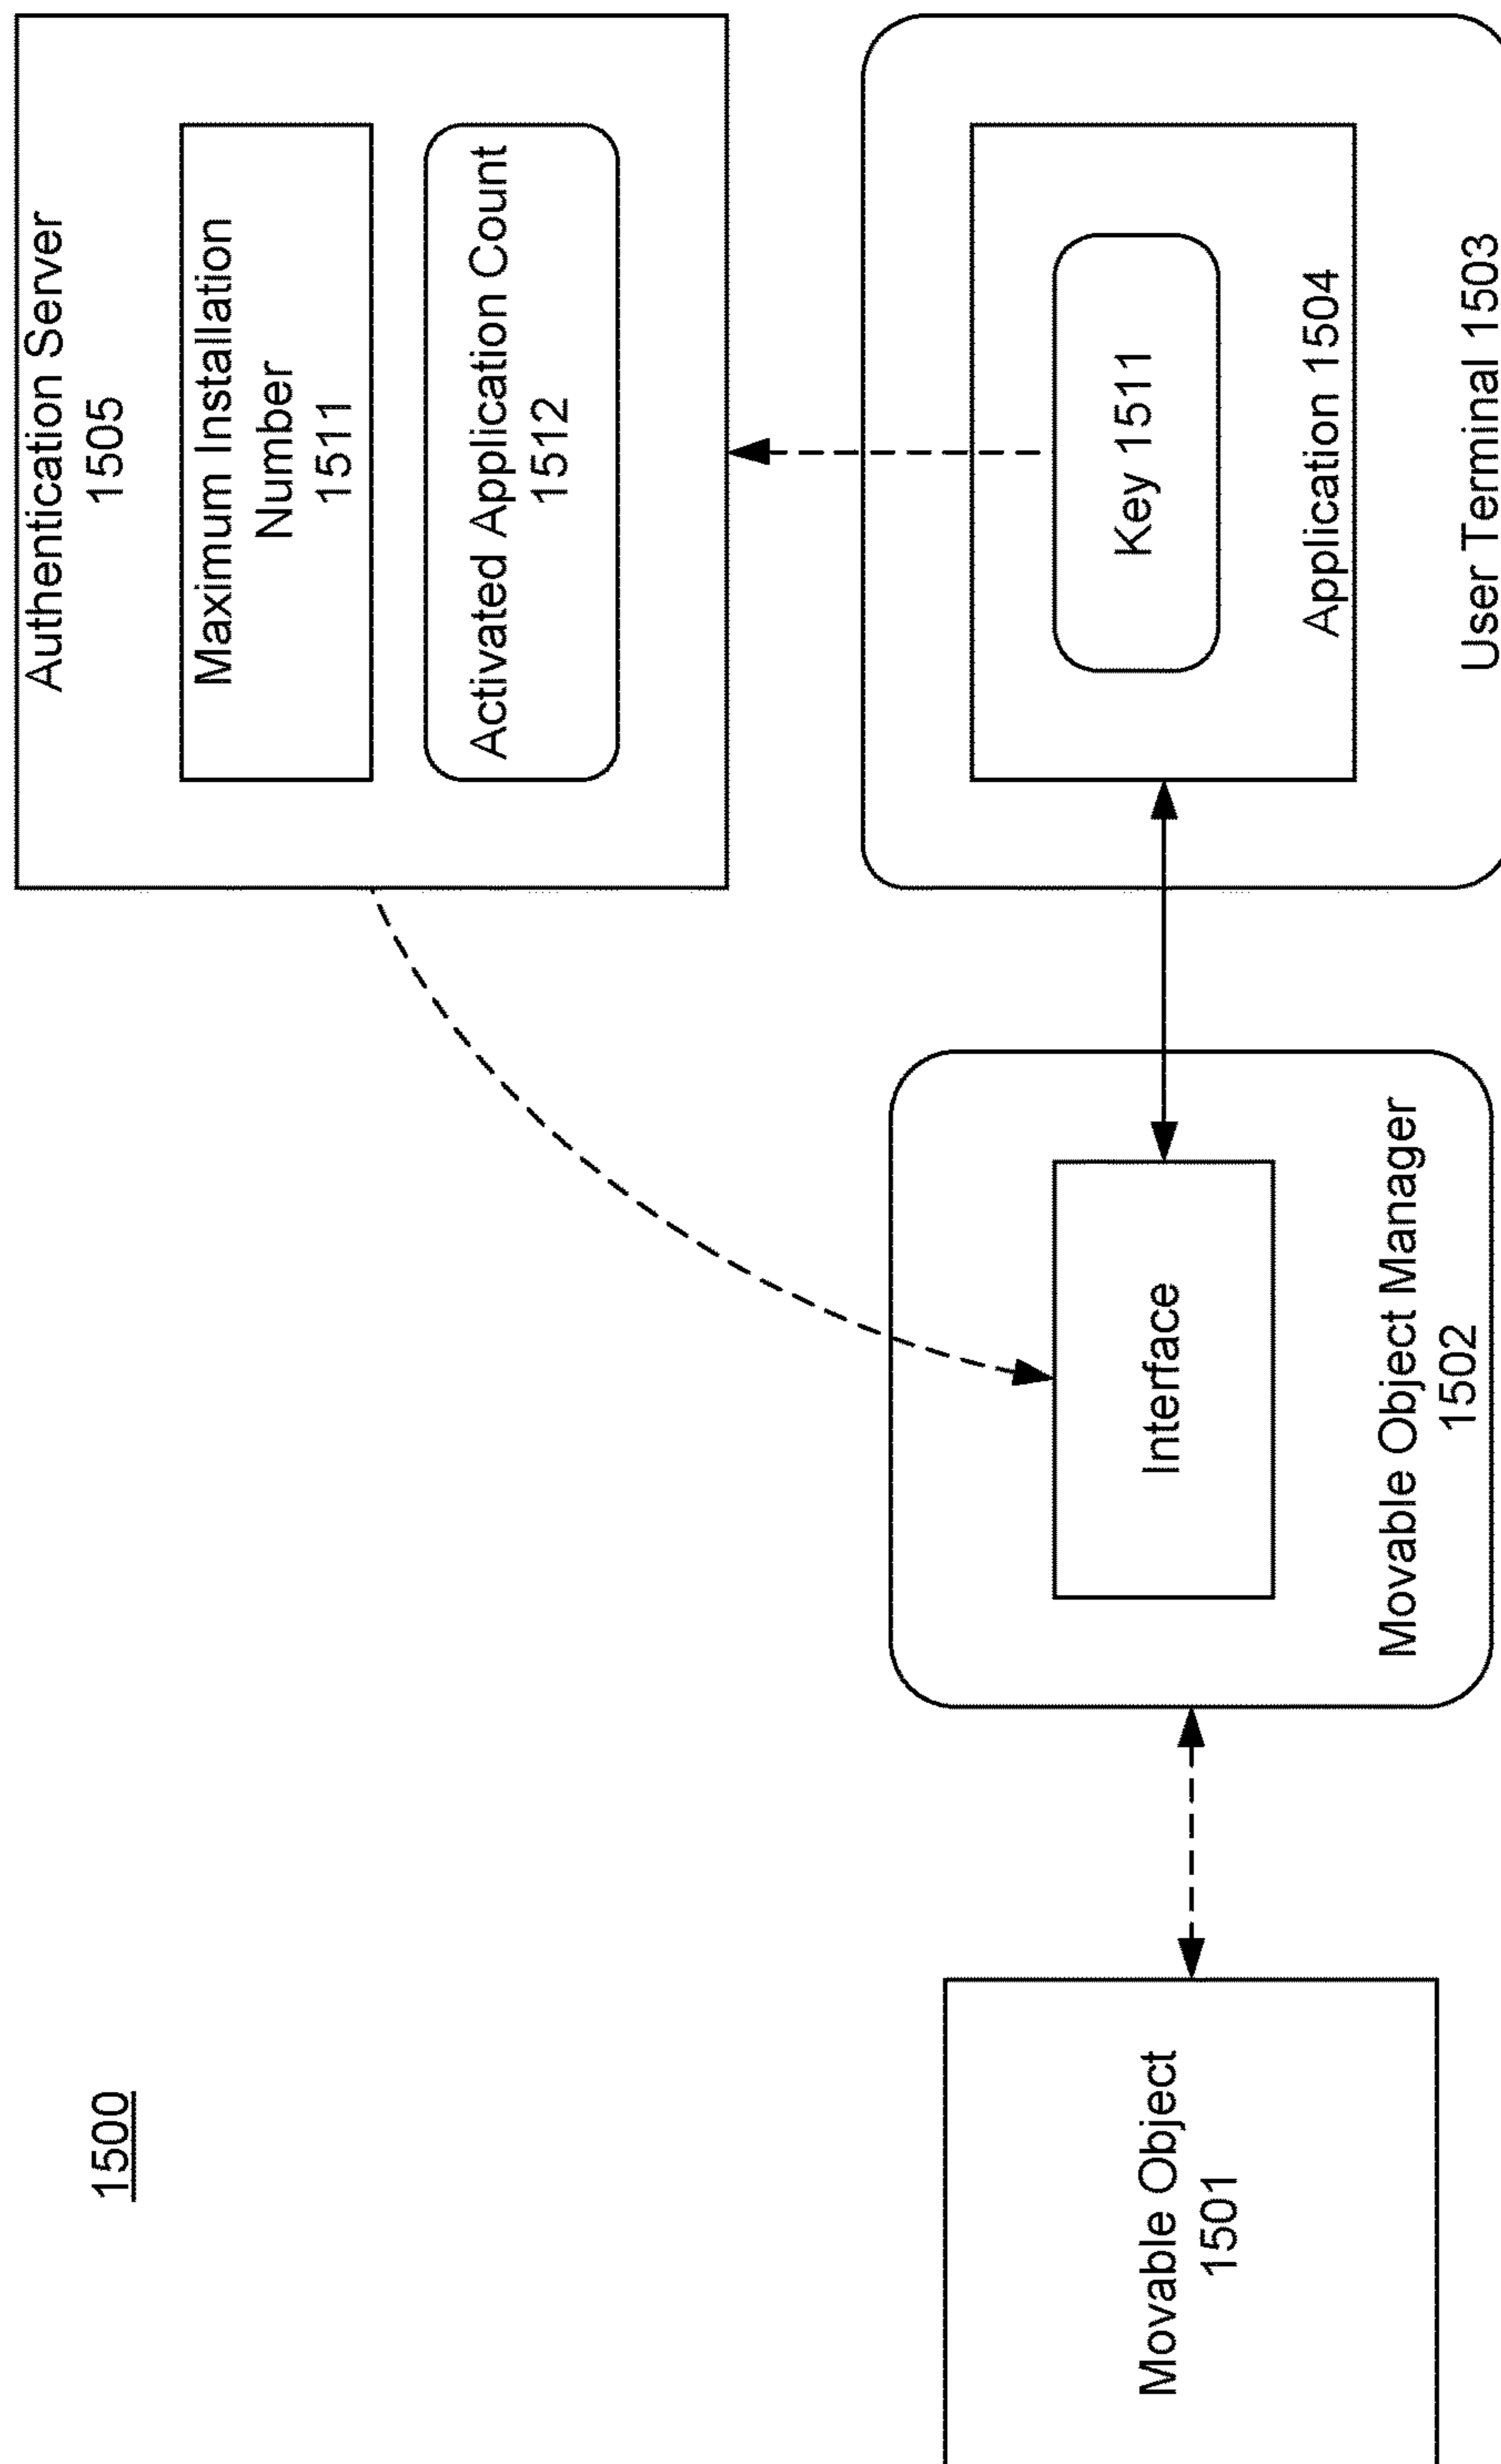 1500
Authentication Server
1505
Maximum Installation
Number
1511
Activated Application Count
1512
Movable Object
1501
Interface
Movable Object Manager
1502
Key 1511
Application 1504
User Terminal 1503